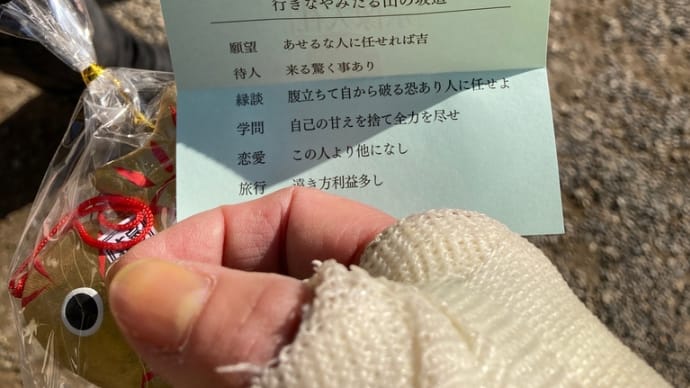 行きなやみたる山の坂道
願望 あせるな人に任せれば吉
待人 来る驚く事あり
縁談 腹立ちて自から破る恐あり人に任せよ
学問 自己の甘えを捨て全力を尽せ
恋愛 この人より他になし
旅行 遠き方利益多し